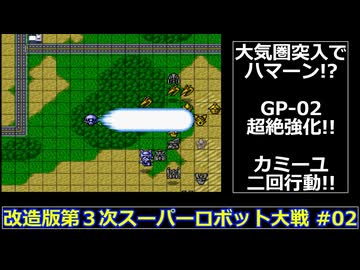 大気圏突入で
ハマーン!?
GP-02
超絶強化!!
カミーユ
二回行動!!
改造版第３次スーパーロボット大戦 #02